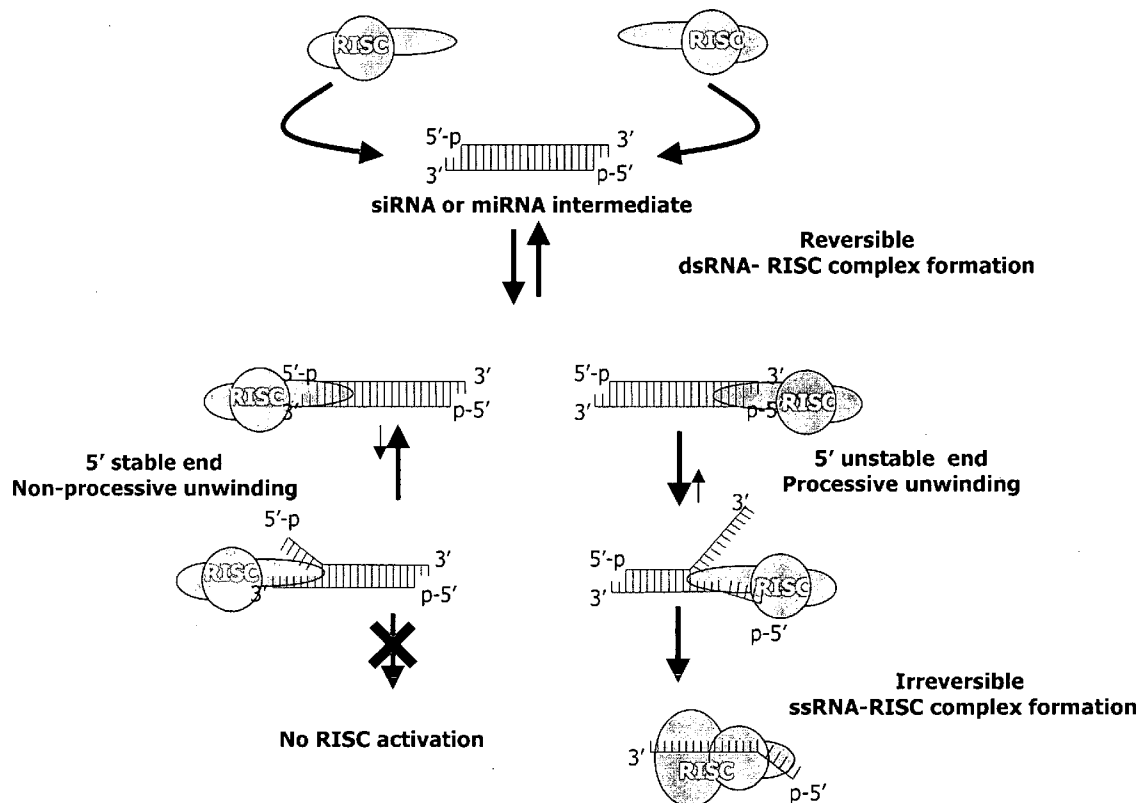 RISC
RISC
5′-p
3′
3′
p-5′
siRNA or miRNA intermediate
Reversible
dsRNA- RISC complex formation
5′-p
3′
RISC
3′
p-5′
5′-p
3′
RISC
3′
p-5′
5′ stable end
Non-processive unwinding
5′ unstable end
Processive unwinding
5′-p
3′
RISC
3′
p-5′
3′
5′-p
RISC
3′
p-5′
Irreversible
ssRNA-RISC complex formation
No RISC activation
3′
RISC
p-5′